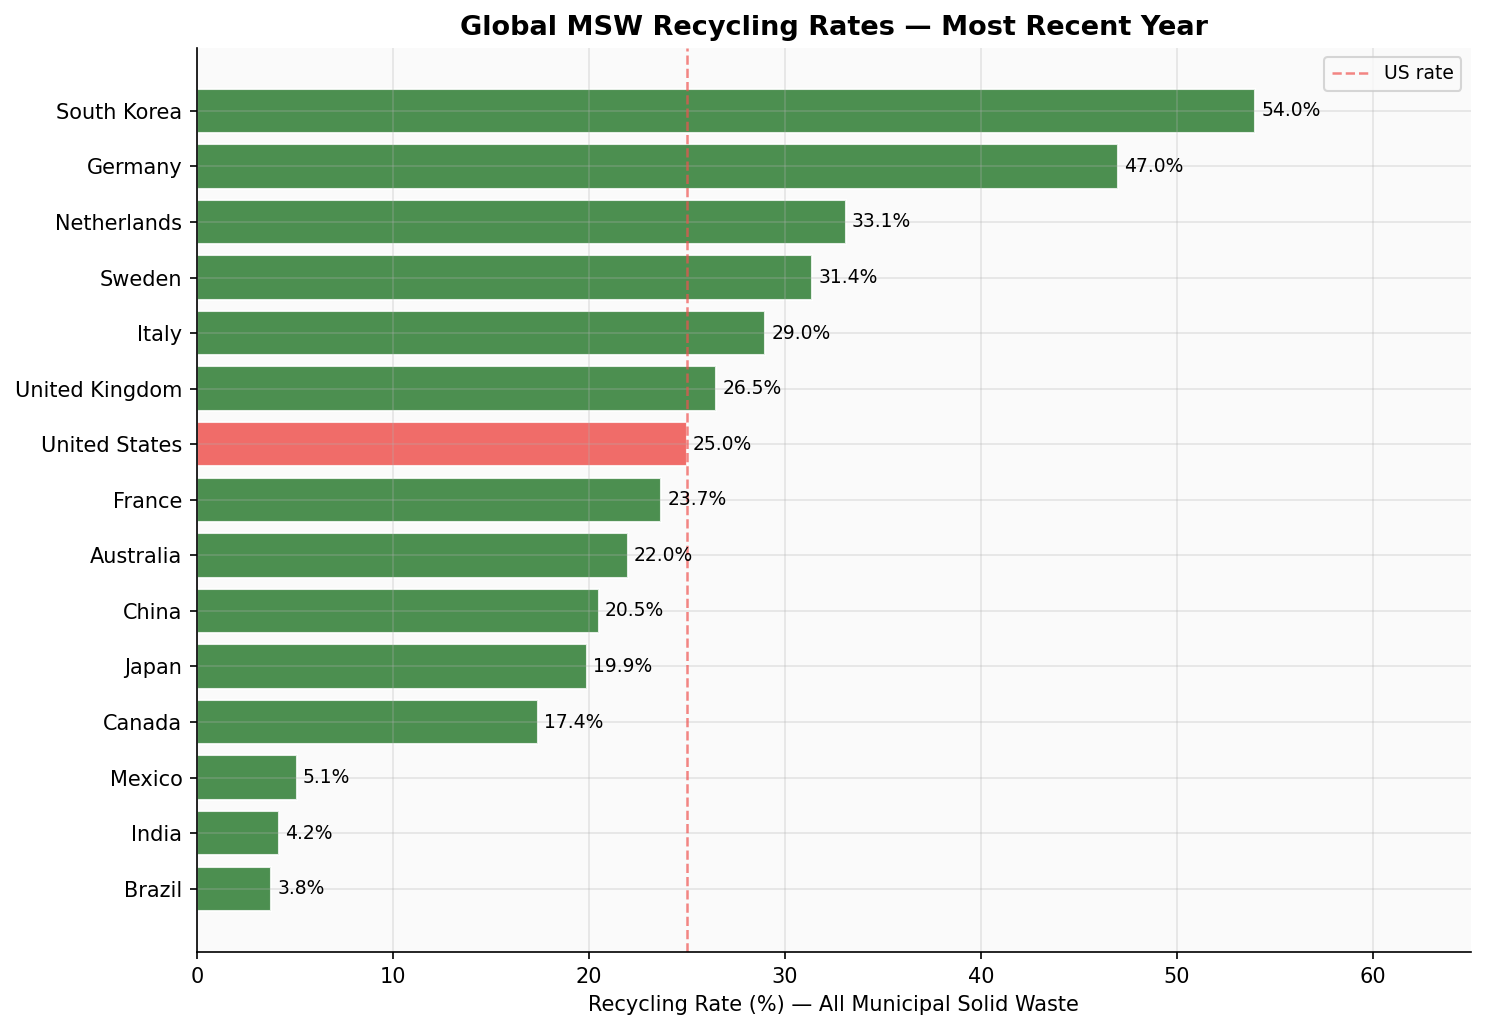 Global MSW Recycling Rates — Most Recent Year
US rate
South Korea 54.0%
Germany 47.0%
Netherlands 33.1%
Sweden 31.4%
Italy 29.0%
United Kingdom 26.5%
United States 25.0%
France 23.7%
Australia 22.0%
China 20.5%
Japan 19.9%
Canada 17.4%
Mexico 5.1%
India 4.2%
Brazil 3.8%
0 10 20 30 40 50 60
Recycling Rate (%) — All Municipal Solid Waste